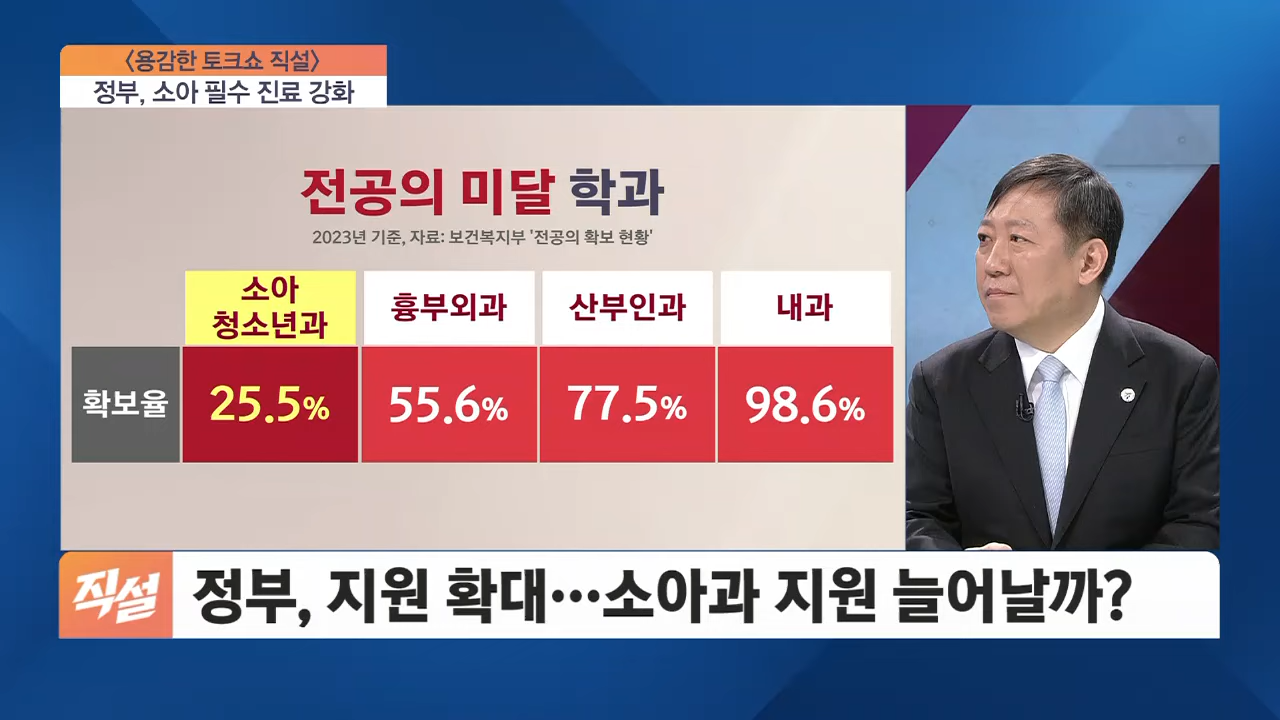 <용감한 토크쇼 직설>
정부, 소아 필수 진료 강화
전공의 미달 학과
2023년 기준, 자료: 보건복지부 '전공의 확보 현황'
소아
청소년과
흉부외과
산부인과
내과
확보율
25.5%
55.6%
77.5%
98.6%
직설
정부, 지원 확대…소아과 지원 늘어날까?